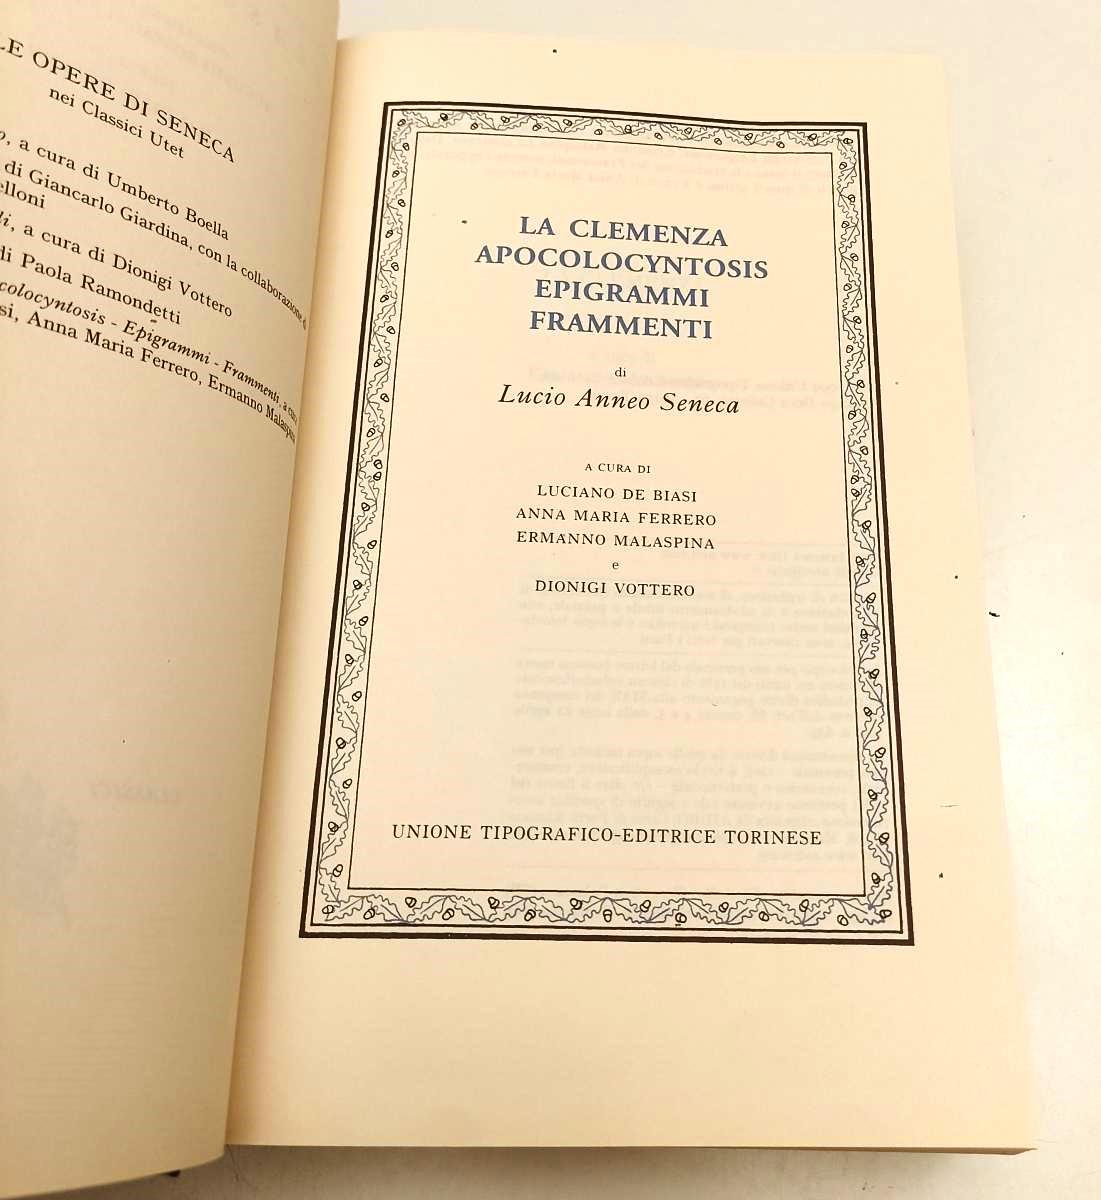 LE OPERE DI SENECA
nei Classici Utet
a cura di Umberto Boella
di Giancarlo Giardina, con la collaborazione di
a cura di Dionigi Vottero
di Paola Ramondetti
colocyntosis - Epigrammi - Frammenti, a cura
si, Anna Maria Ferrero, Ermanno Malaspina
LA CLEMENZA
APOCOLOCYNTOSIS
EPIGRAMMI
FRAMMENTI
di
Lucio Anneo Seneca
A CURA DI
LUCIANO DE BIASI
ANNA MARIA FERRERO
ERMANNO MALASPINA
e
DIONIGI VOTTERO
UNIONE TIPOGRAFICO-EDITRICE TORINESE